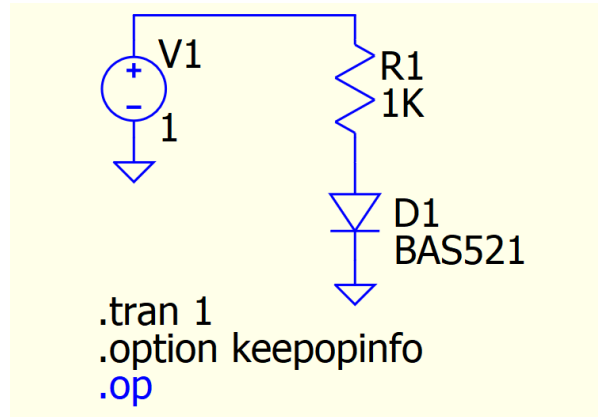 V1
1
R1
1K
D1
BAS521
.tran 1
.option keepopinfo
.op